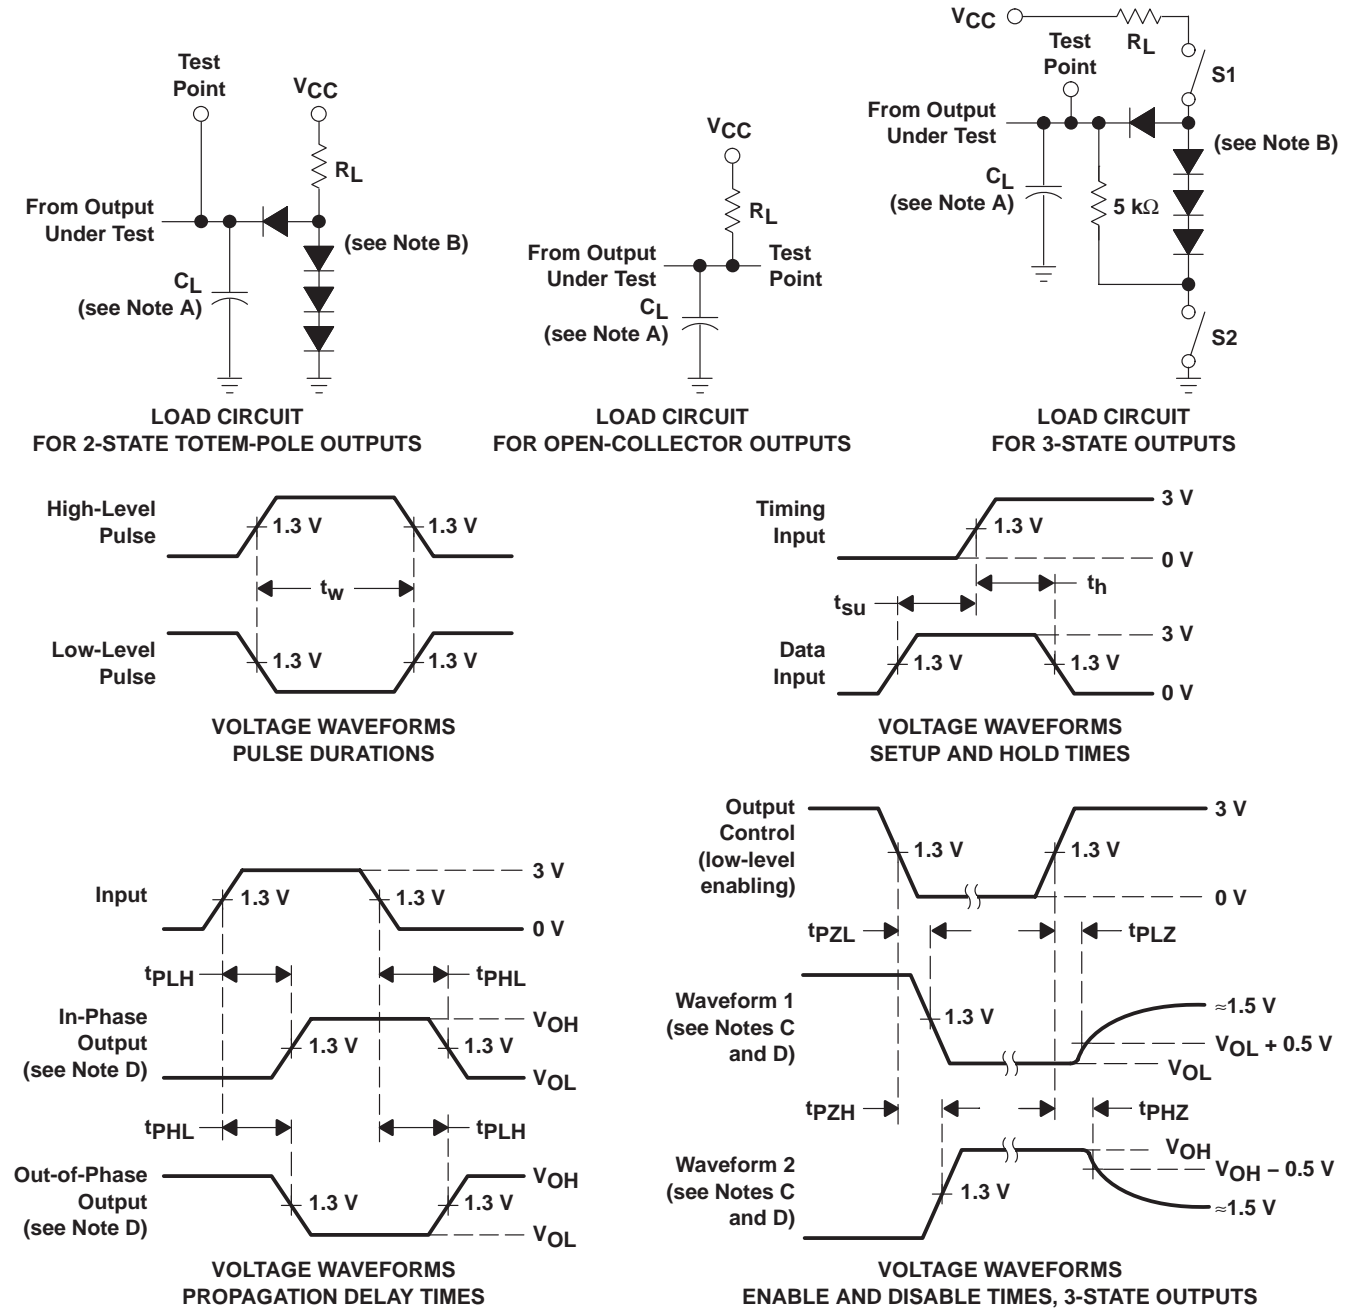 Test
Point
VCC
RL
From Output
Under Test
(see Note B)
CL
(see Note A)
LOAD CIRCUIT
FOR 2-STATE TOTEM-POLE OUTPUTS
VCC
RL
From Output
Under Test
Test
Point
CL
(see Note A)
LOAD CIRCUIT
FOR OPEN-COLLECTOR OUTPUTS
VCC
RL
Test
Point
S1
From Output
Under Test
(see Note B)
CL
(see Note A)
5 kΩ
S2
LOAD CIRCUIT
FOR 3-STATE OUTPUTS
High-Level
Pulse
1.3 V
1.3 V
tw
Low-Level
Pulse
1.3 V
1.3 V
VOLTAGE WAVEFORMS
PULSE DURATIONS
Timing
Input
3 V
1.3 V
0 V
th
tsu
3 V
Data
Input
1.3 V
1.3 V
0 V
VOLTAGE WAVEFORMS
SETUP AND HOLD TIMES
3 V
Input
1.3 V
1.3 V
0 V
tPLH
tPHL
In-Phase
Output
(see Note D)
VOH
1.3 V
1.3 V
VOL
tPHL
tPLH
Out-of-Phase
Output
(see Note D)
VOH
1.3 V
1.3 V
VOL
VOLTAGE WAVEFORMS
PROPAGATION DELAY TIMES
Output
Control
(low-level
enabling)
3 V
1.3 V
1.3 V
0 V
tPZL
tPLZ
Waveform 1
(see Notes C
and D)
1.3 V
≈1.5 V
VOL + 0.5 V
VOL
tPZH
tPHZ
Waveform 2
(see Notes C
and D)
VOH
VOH – 0.5 V
1.3 V
≈1.5 V
VOLTAGE WAVEFORMS
ENABLE AND DISABLE TIMES, 3-STATE OUTPUTS